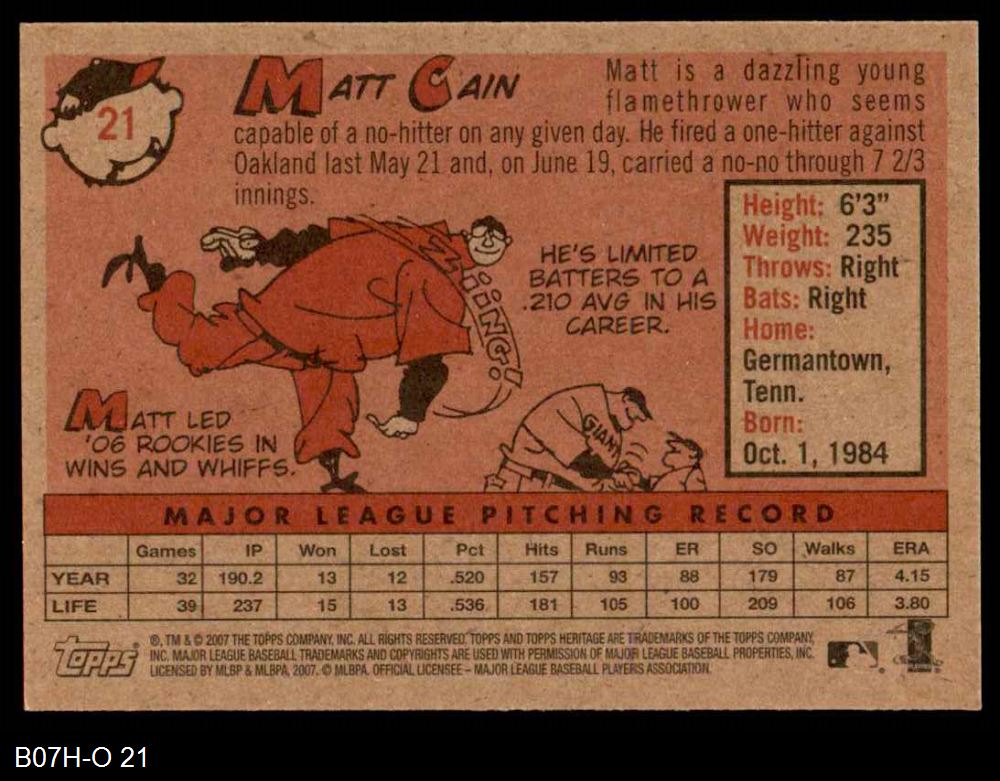 21
MATT CAIN
Matt is a dazzling young
flamethrower who seems
capable of a no-hitter on any given day. He fired a one-hitter against
Oakland last May 21 and, on June 19, carried a no-no through 7 2/3
innings.
Height: 6'3"
Weight: 235
Throws: Right
Bats: Right
Home:
Germantown,
Tenn.
Born:
Oct. 1, 1984
HE'S LIMITED
BATTERS TO A
.210 AVG IN HIS
CAREER.
GIANT
MATT LED
'06 ROOKIES IN
WINS AND WHIFFS.
MAJOR LEAGUE PITCHING RECORD
Games IP Won Lost Pct Hits Runs ER SO Walks ERA
YEAR 32 190.2 13 12 .520 157 93 88 179 87 4.15
LIFE 39 237 15 13 .536 181 105 100 209 106 3.80
Topps
®, TM & © 2007 THE TOPPS COMPANY, INC. ALL RIGHTS RESERVED. TOPPS AND TOPPS HERITAGE ARE TRADEMARKS OF THE TOPPS COMPANY,
INC. MAJOR LEAGUE BASEBALL TRADEMARKS AND COPYRIGHTS ARE USED WITH PERMISSION OF MAJOR LEAGUE BASEBALL PROPERTIES, INC.
LICENSED BY MLBP & MLBPA, 2007. © MLBPA. OFFICIAL LICENSEE – MAJOR LEAGUE BASEBALL PLAYERS ASSOCIATION.
B07H-O 21